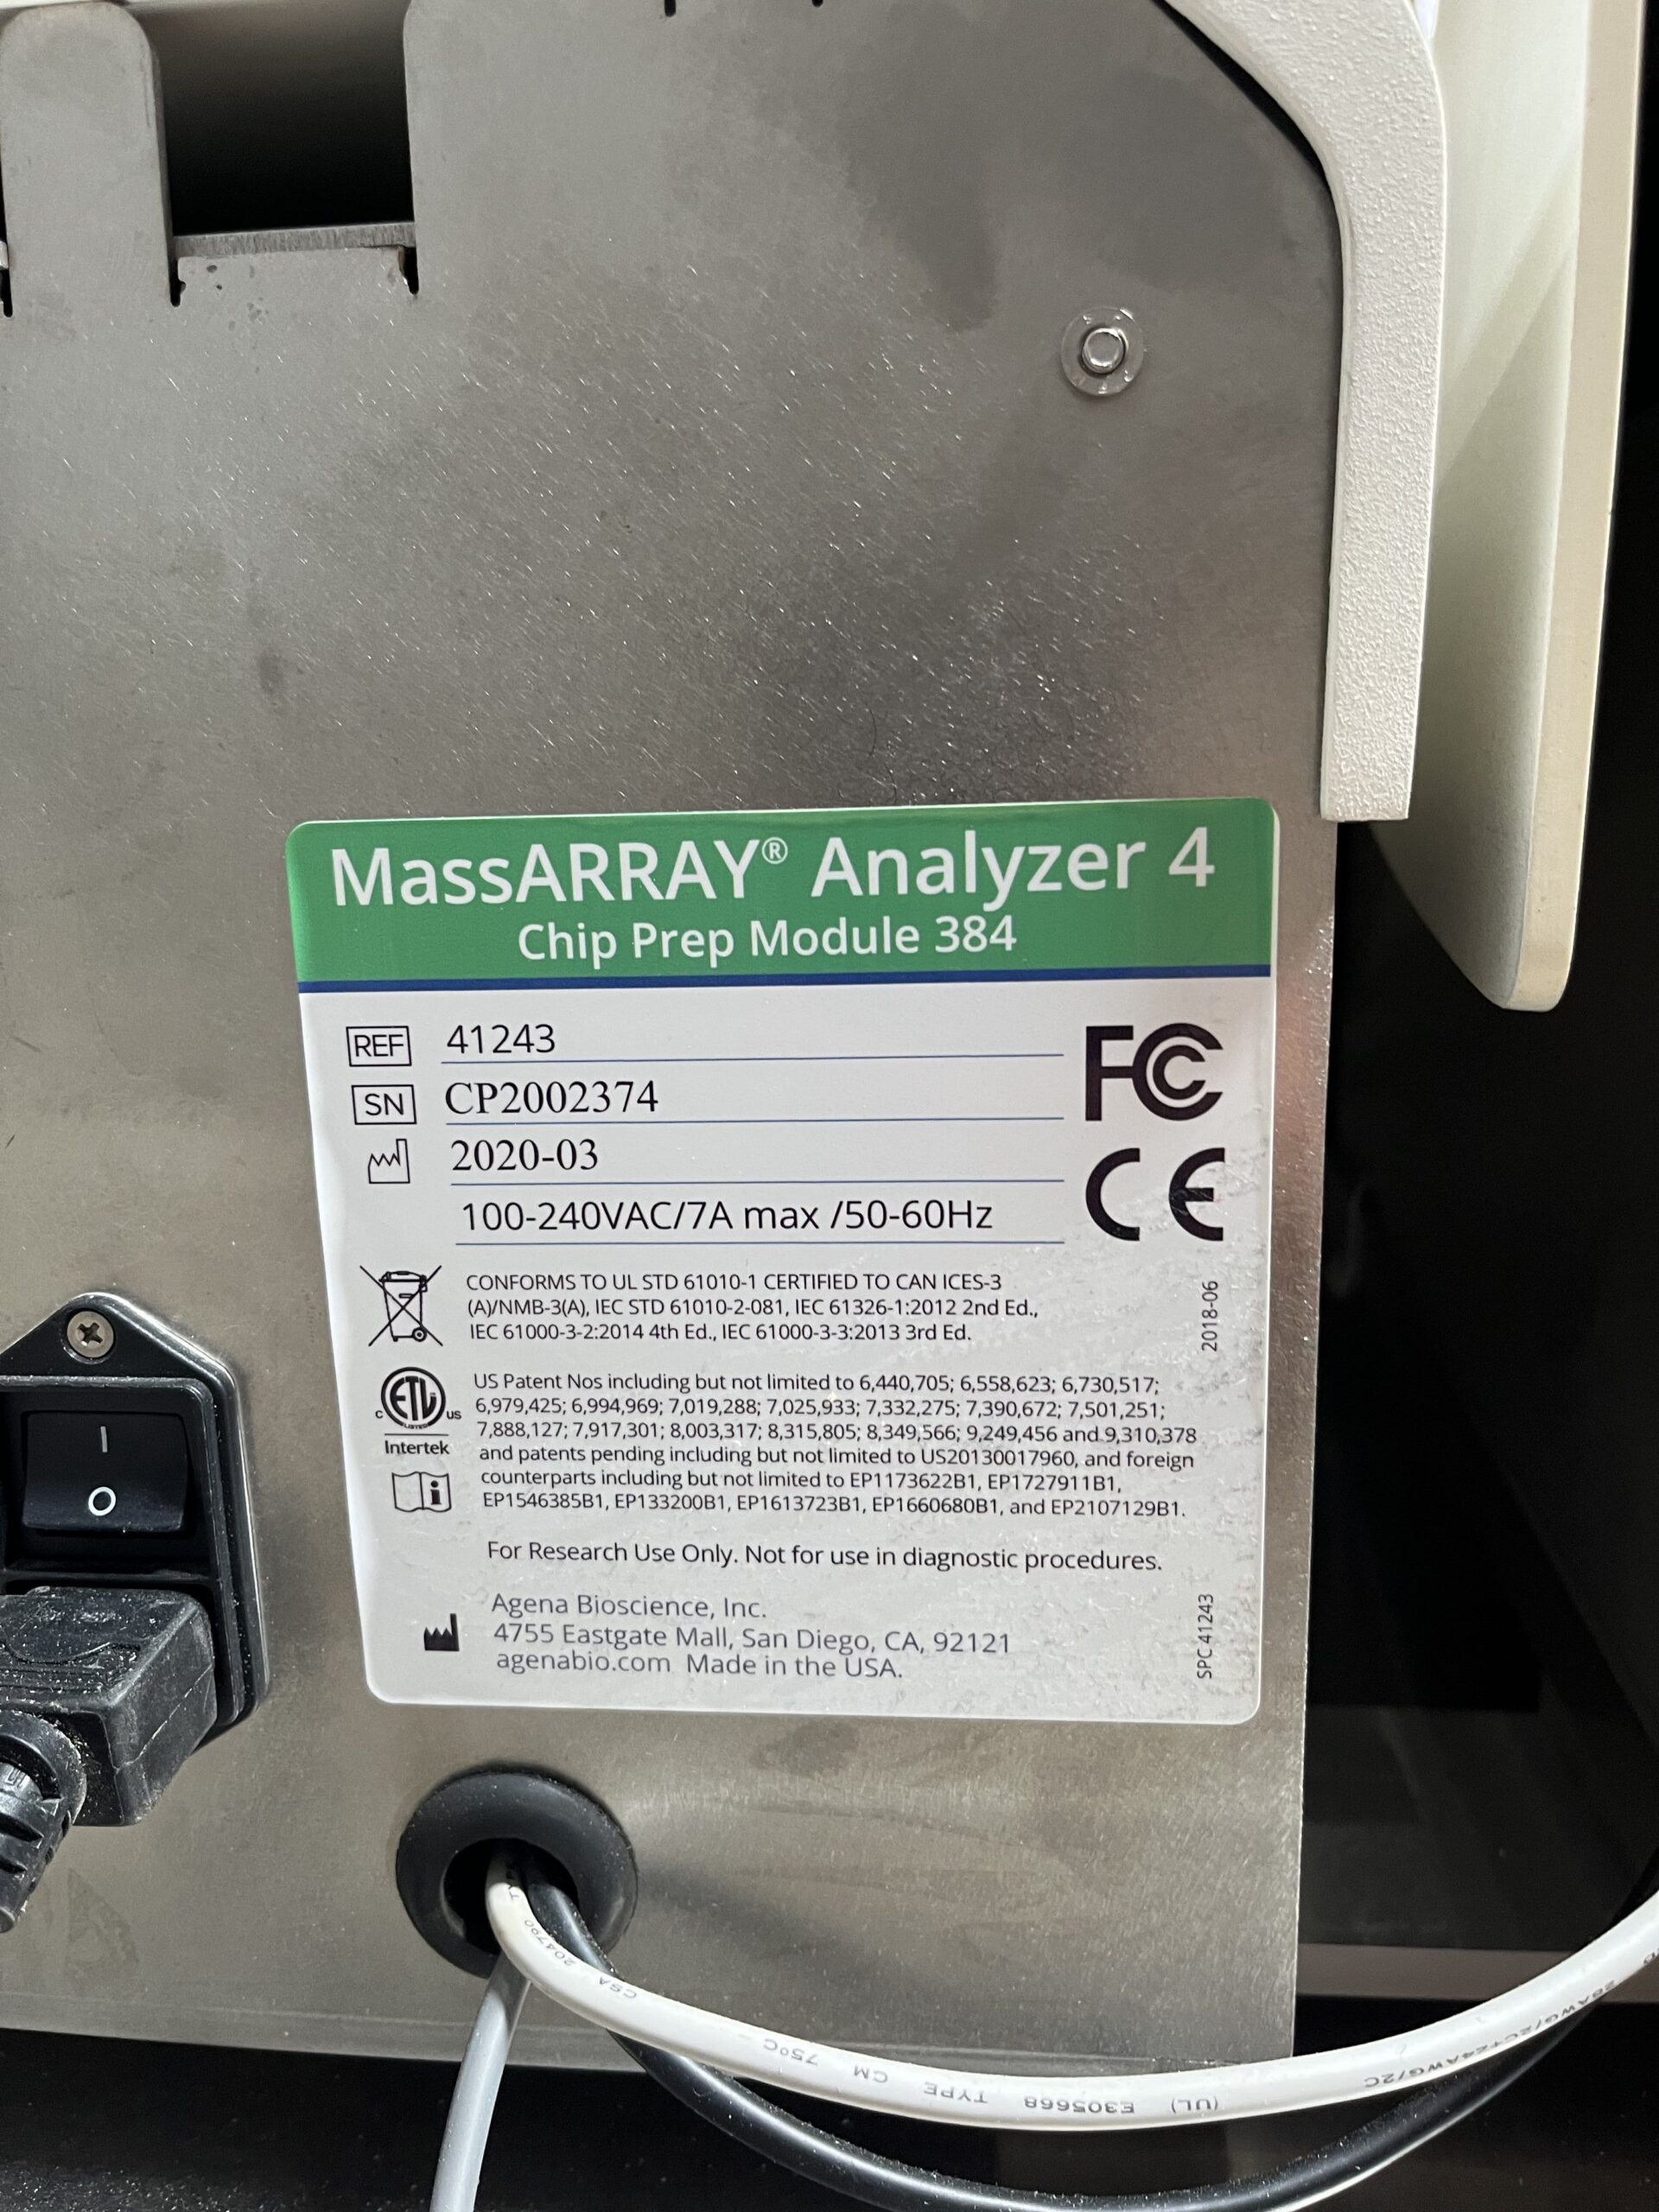 MassARRAY® Analyzer 4
Chip Prep Module 384
REF 41243
SN CP2002374
2020-03
100-240VAC/7A max /50-60Hz
FC
CE
CONFORMS TO UL STD 61010-1 CERTIFIED TO CAN ICES-3
(A)/NMB-3(A), IEC STD 61010-2-081, IEC 61326-1:2012 2nd Ed.,
IEC 61000-3-2:2014 4th Ed., IEC 61000-3-3:2013 3rd Ed.
2018-06
C ETL US
LISTED
Intertek
US Patent Nos including but not limited to 6,440,705; 6,558,623; 6,730,517;
6,979,425; 6,994,969; 7,019,288; 7,025,933; 7,332,275; 7,390,672; 7,501,251;
7,888,127; 7,917,301; 8,003,317; 8,315,805; 8,349,566; 9,249,456 and 9,310,378
and patents pending including but not limited to US20130017960, and foreign
counterparts including but not limited to EP1173622B1, EP1727911B1,
EP1546385B1, EP133200B1, EP1613723B1, EP1660680B1, and EP2107129B1.
For Research Use Only. Not for use in diagnostic procedures.
Agena Bioscience, Inc.
4755 Eastgate Mall, San Diego, CA, 92121
agenabio.com Made in the USA.
SPC 41243
I
O
28AWG/2C+24AWG/2C (UL) E305668 TYPE CM 75°C - CSA 204790